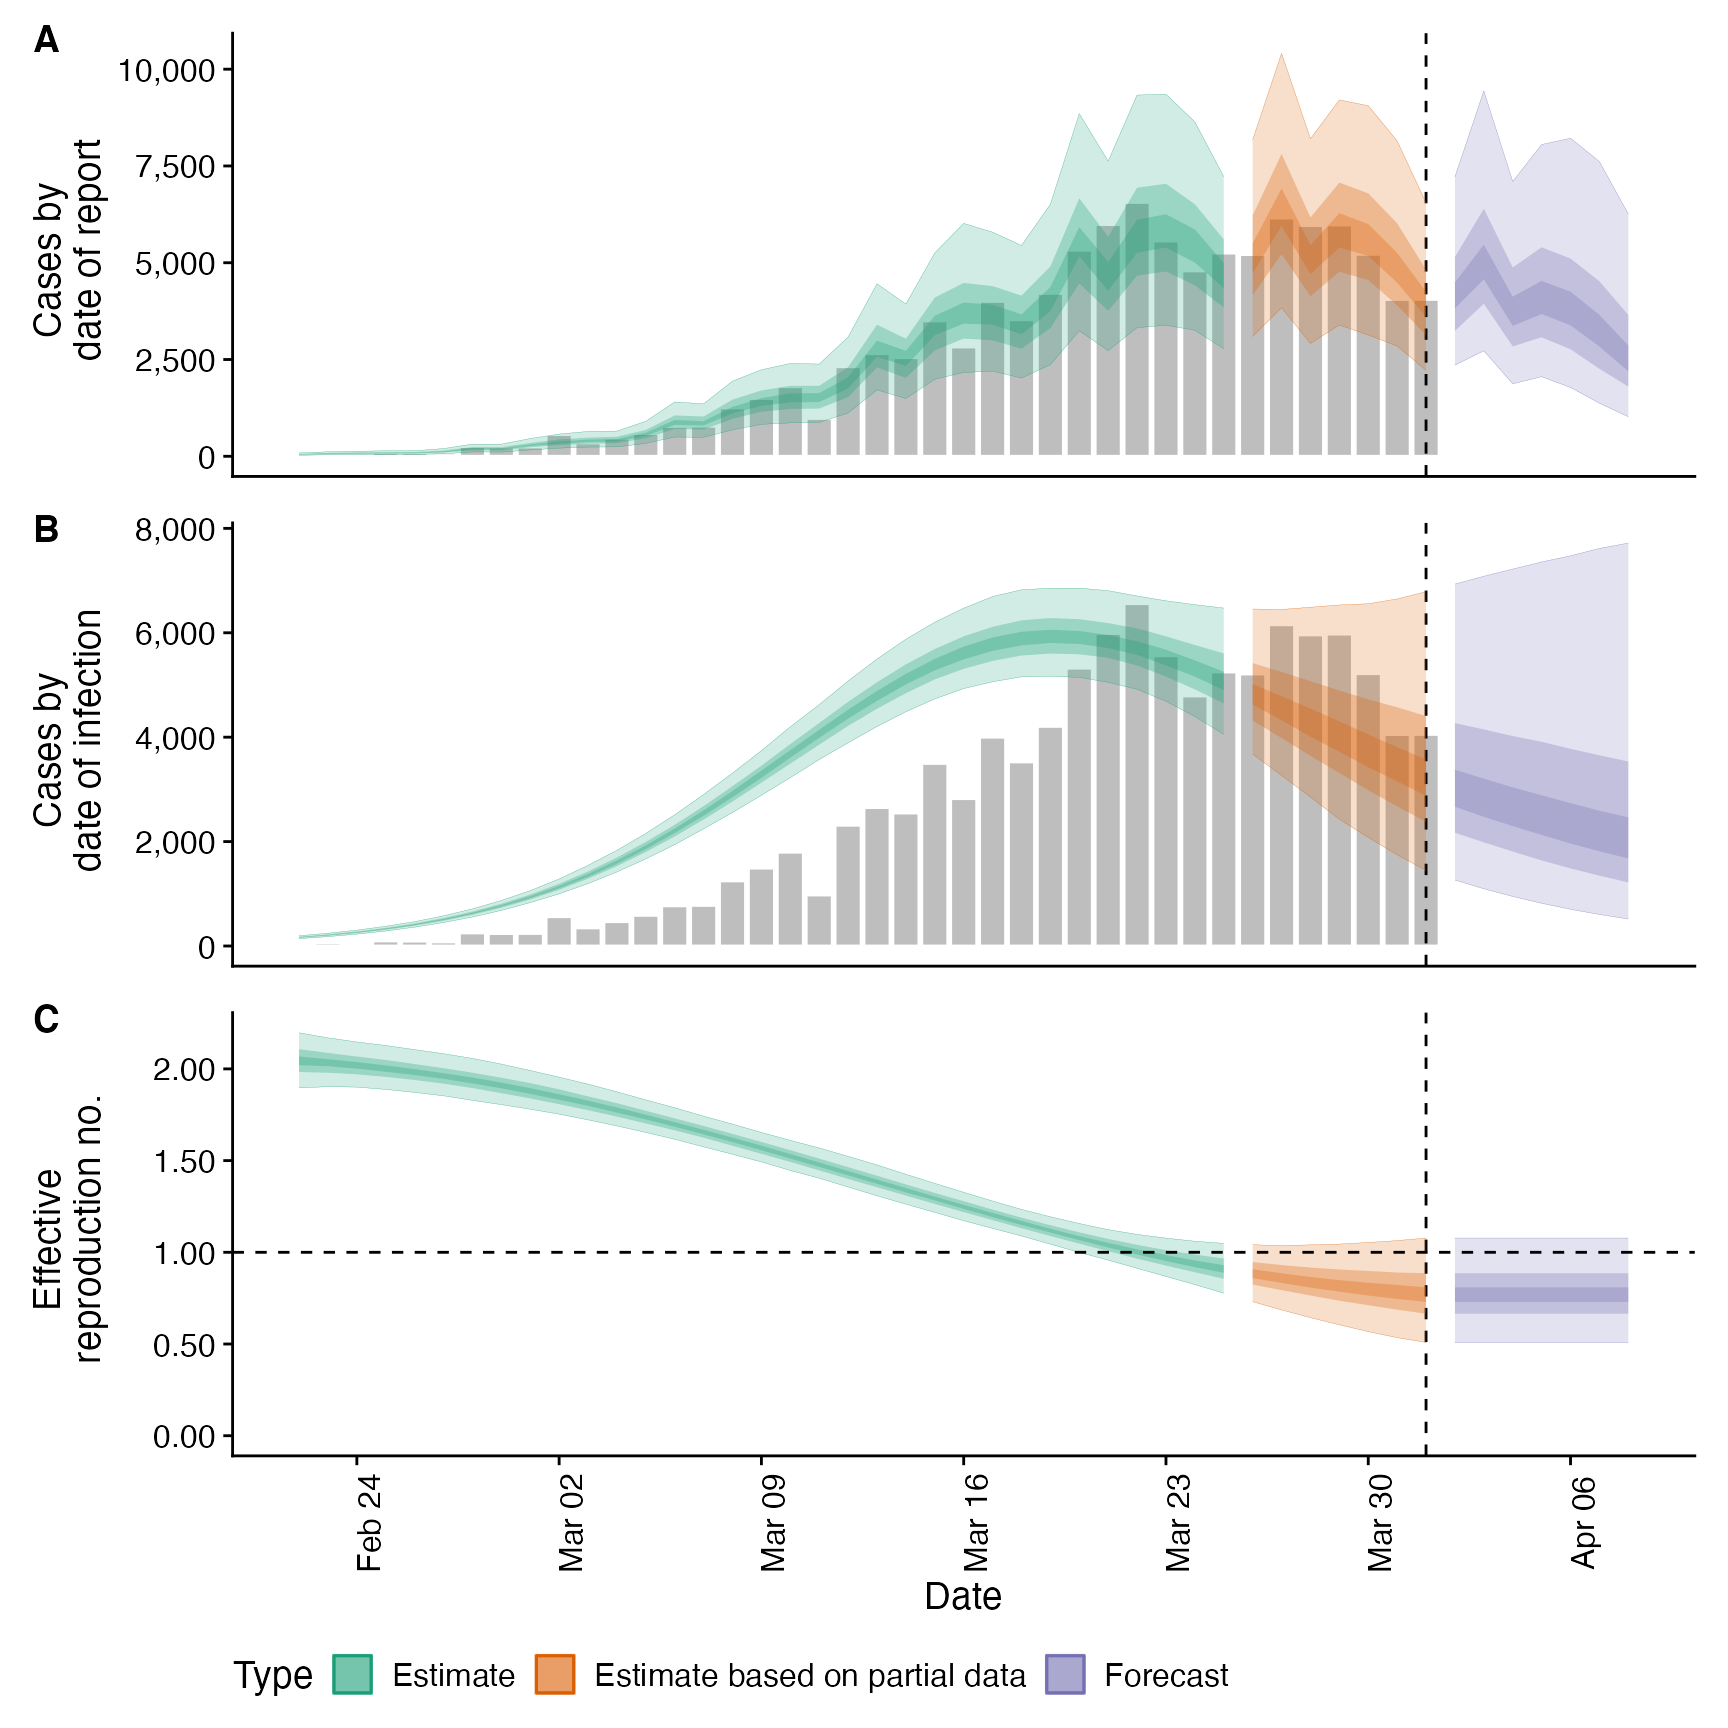 A
Cases by
date of report
10,000
7,500
5,000
2,500
0
B
Cases by
date of infection
8,000
6,000
4,000
2,000
0
C
Effective
reproduction no.
2.00
1.50
1.00
0.50
0.00
Feb 24
Mar 02
Mar 09
Mar 16
Mar 23
Mar 30
Apr 06
Date
Type Estimate Estimate based on partial data Forecast